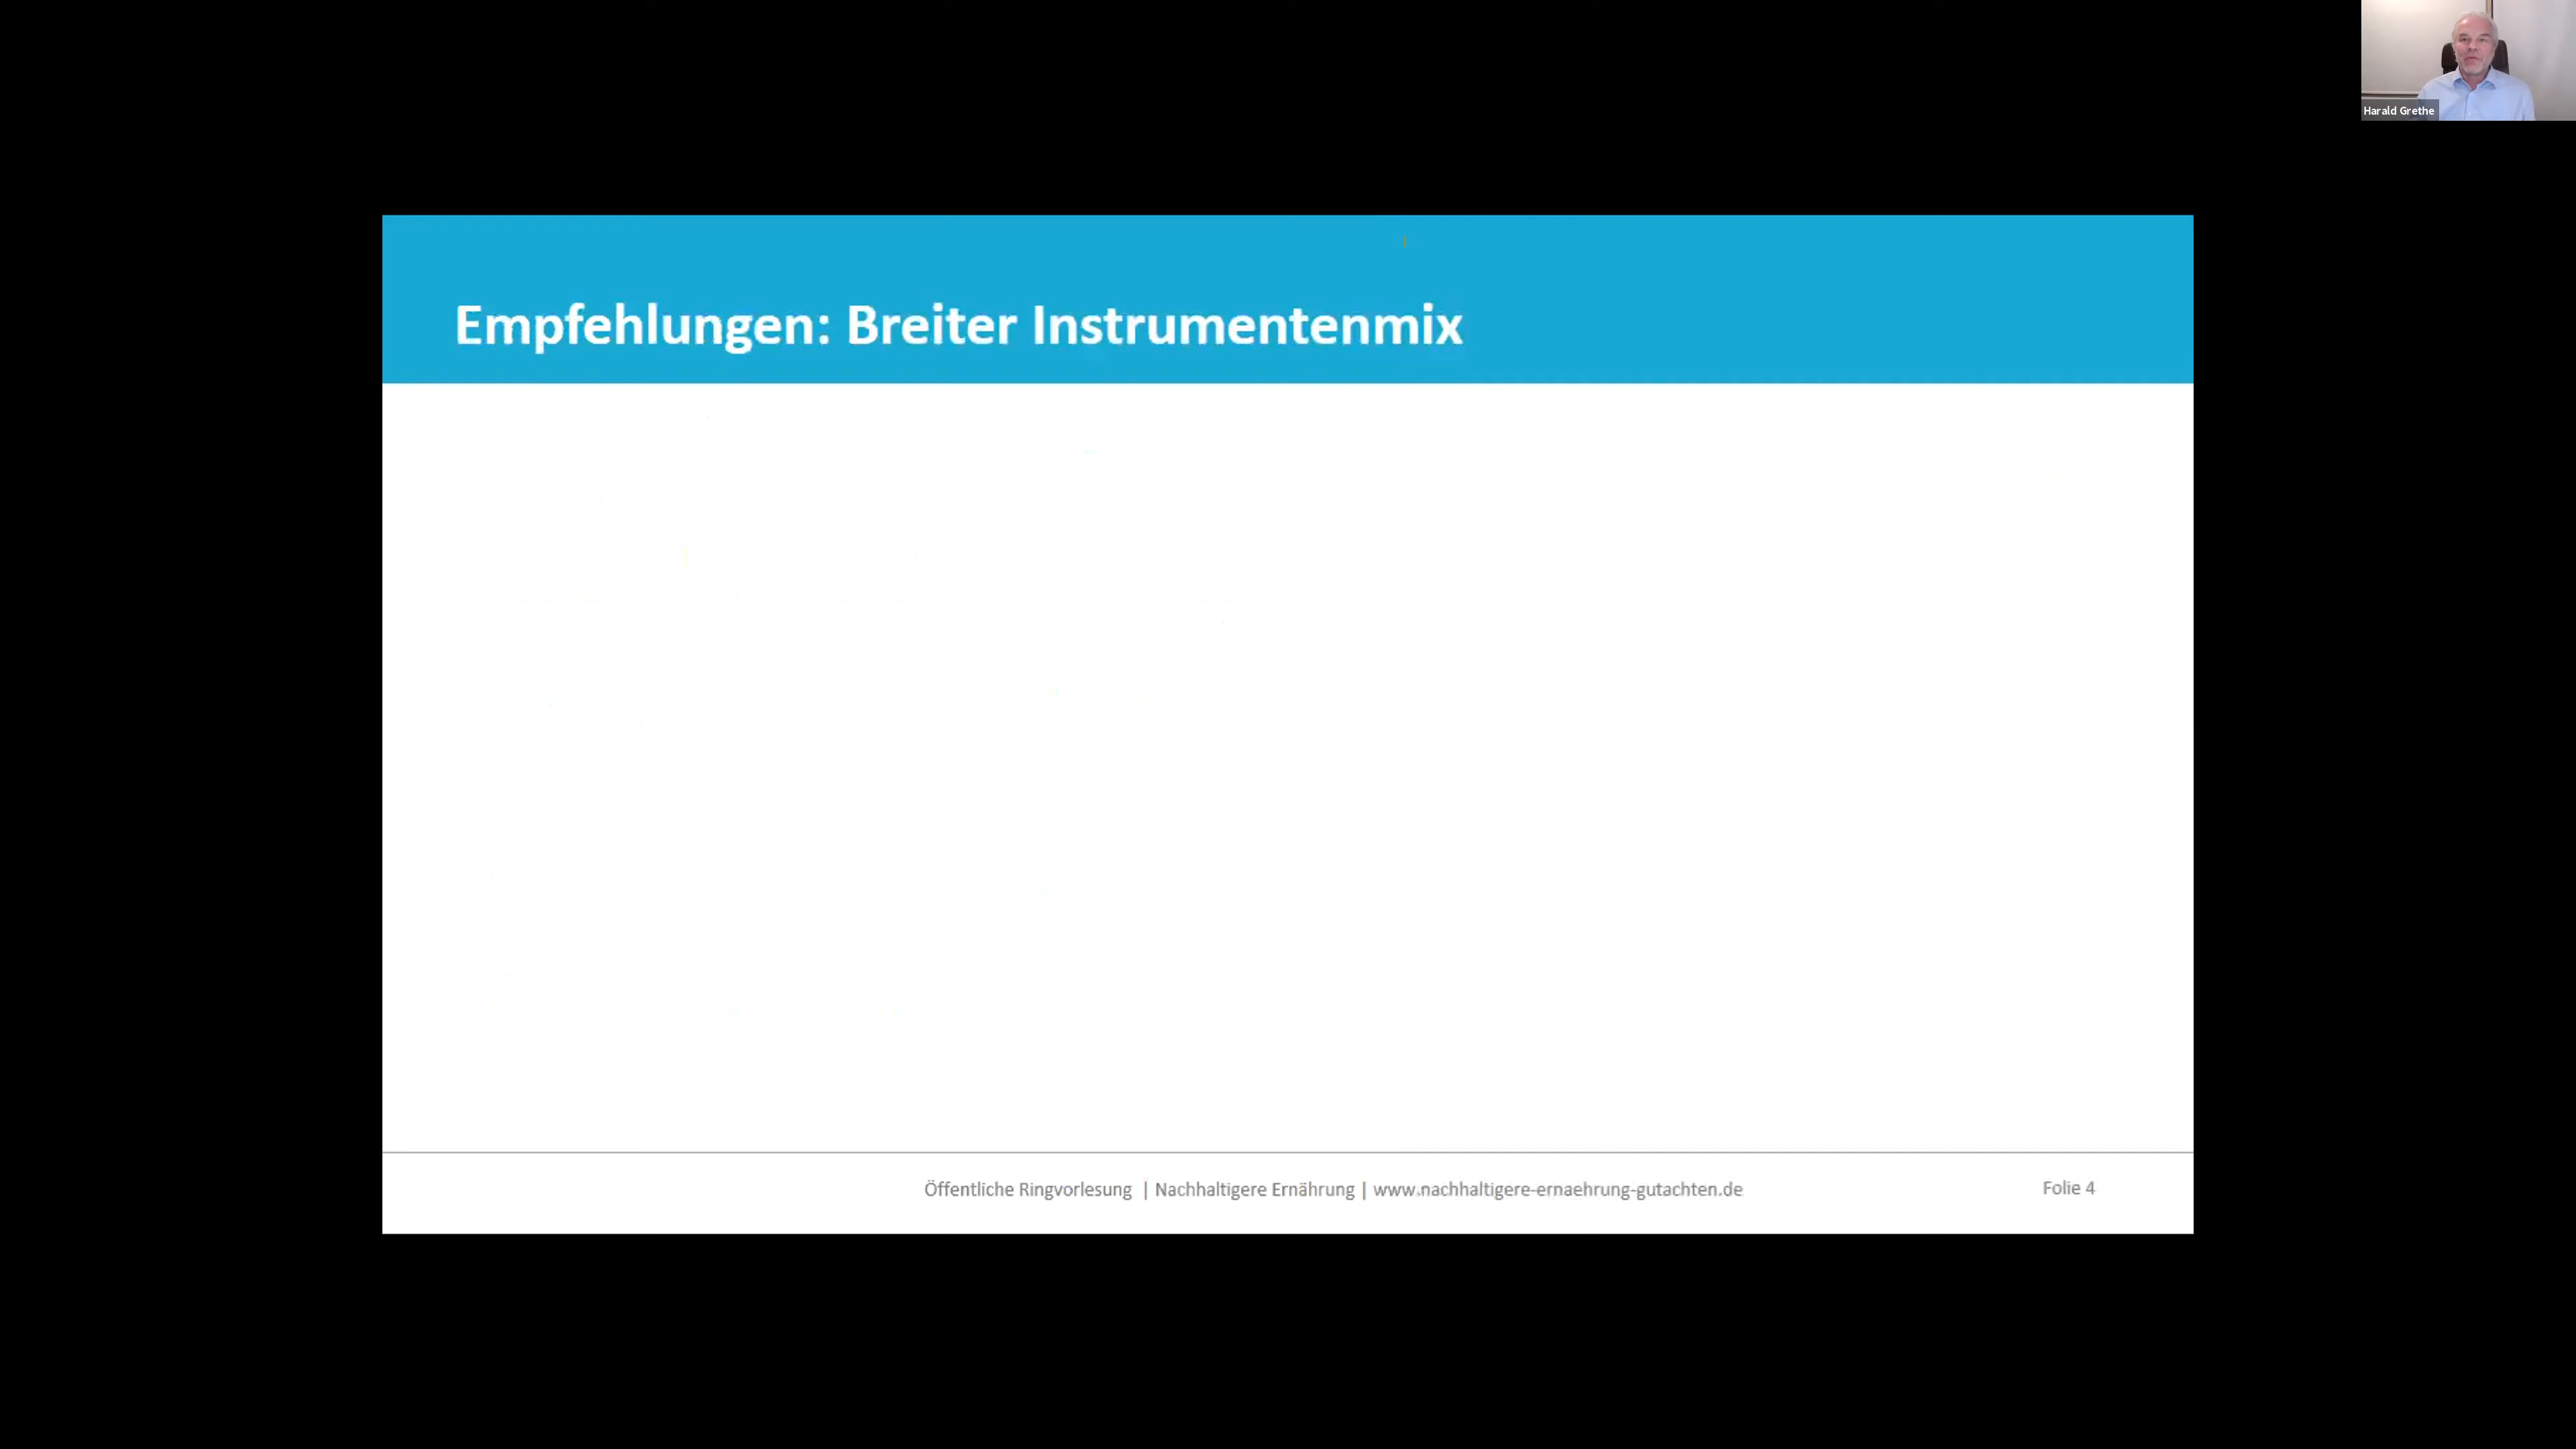 Harald Grethe
Empfehlungen: Breiter Instrumentenmix
Öffentliche Ringvorlesung | Nachhaltigere Ernährung | www.nachhaltigere-ernaehrung-gutachten.de
Folie 4